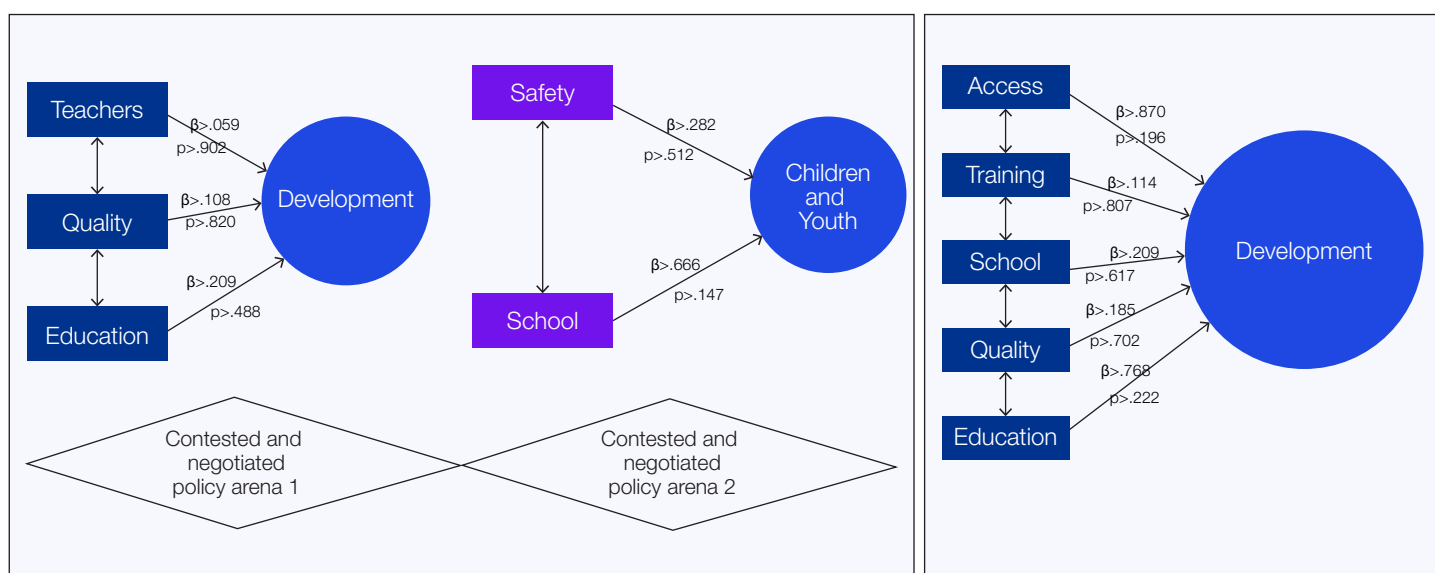 Teachers
β>.059
p>.902
Quality
β>.108
p>.820
Education
β>.209
p>.488
Development
Safety
β>.282
p>.512
School
β>.666
p>.147
Children
and
Youth
Contested and
negotiated
policy arena 1
Contested and
negotiated
policy arena 2
Access
β>.870
p>.196
Training
β>.114
p>.807
School
β>.209
p>.617
Quality
β>.185
p>.702
Education
β>.768
p>.222
Development